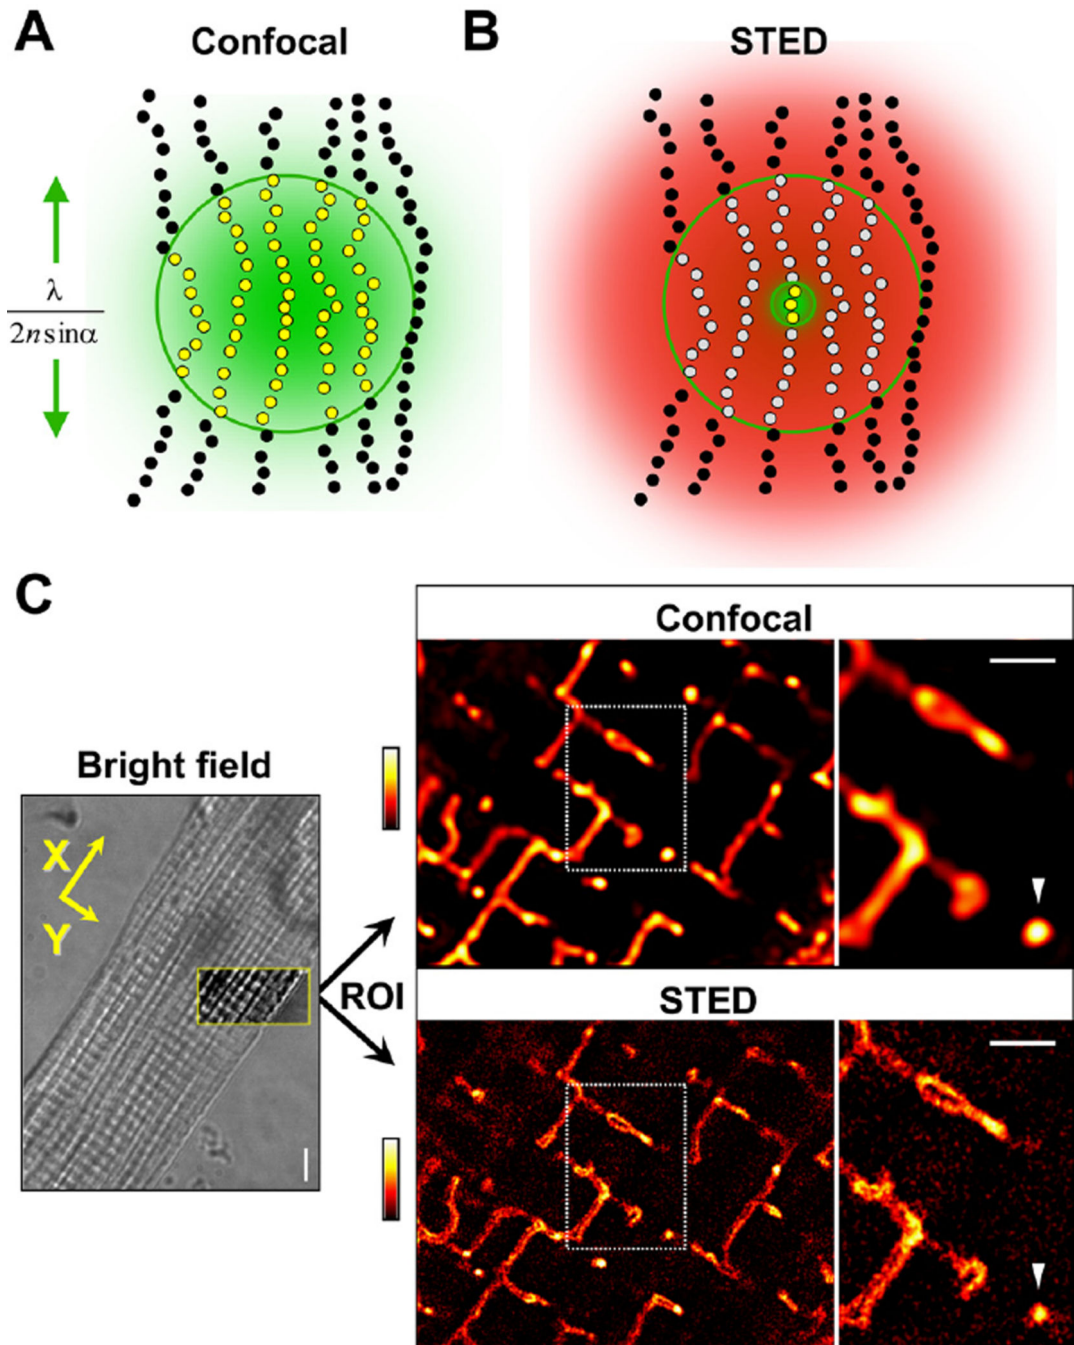 A
Confocal
B
STED
λ
2n sinα
C
Confocal
Bright field
X
Y
ROI
STED